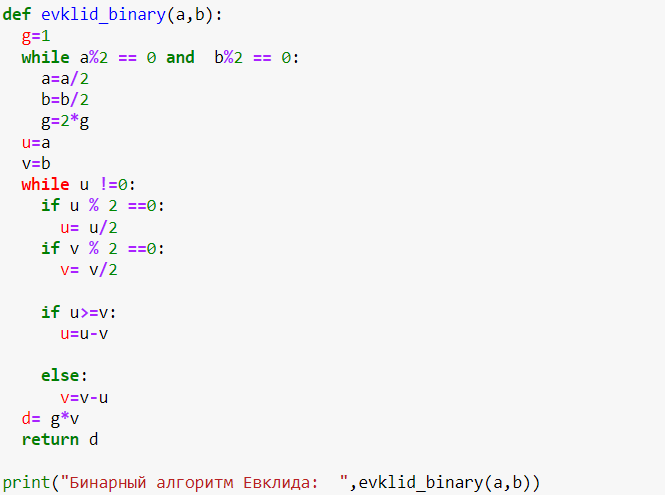 def evklid_binary(a,b):
  g=1
  while a%2 == 0 and  b%2 == 0:
    a=a/2
    b=b/2
    g=2*g
  u=a
  v=b
  while u !=0:
    if u % 2 ==0:
      u= u/2
    if v % 2 ==0:
      v= v/2
    if u>=v:
      u=u-v
    else:
      v=v-u
  d= g*v
  return d
print("Бинарный алгоритм Евклида:  ",evklid_binary(a,b))